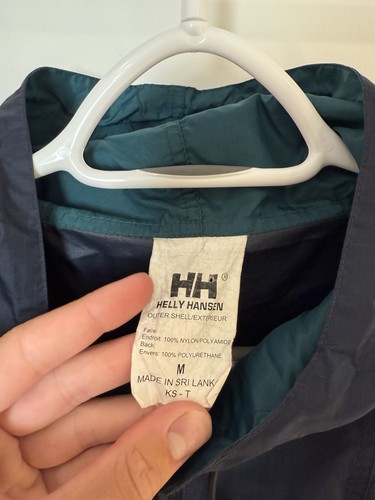 HH®
HELLY HANSEN
OUTER SHELL/EXTRIEUR
Face:
Endroit: 100% NYLON/POLYAMIDE
Back:
Envers: 100% POLYURETHANE
M
MADE IN SRI LANK
KS - T